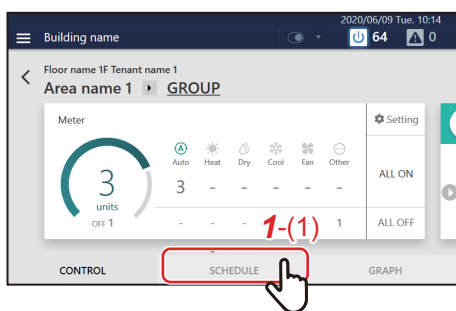 2020/06/09 Tue. 10:14
Building name
64
0
Floor name 1F Tenant name 1
Area name 1 GROUP
Meter
Setting
A
Auto Heat Dry Cool Fan Other
3 - - - - -
ALL ON
3
units
OFF 1
- - - - 1
ALL OFF
1-(1)
CONTROL SCHEDULE GRAPH